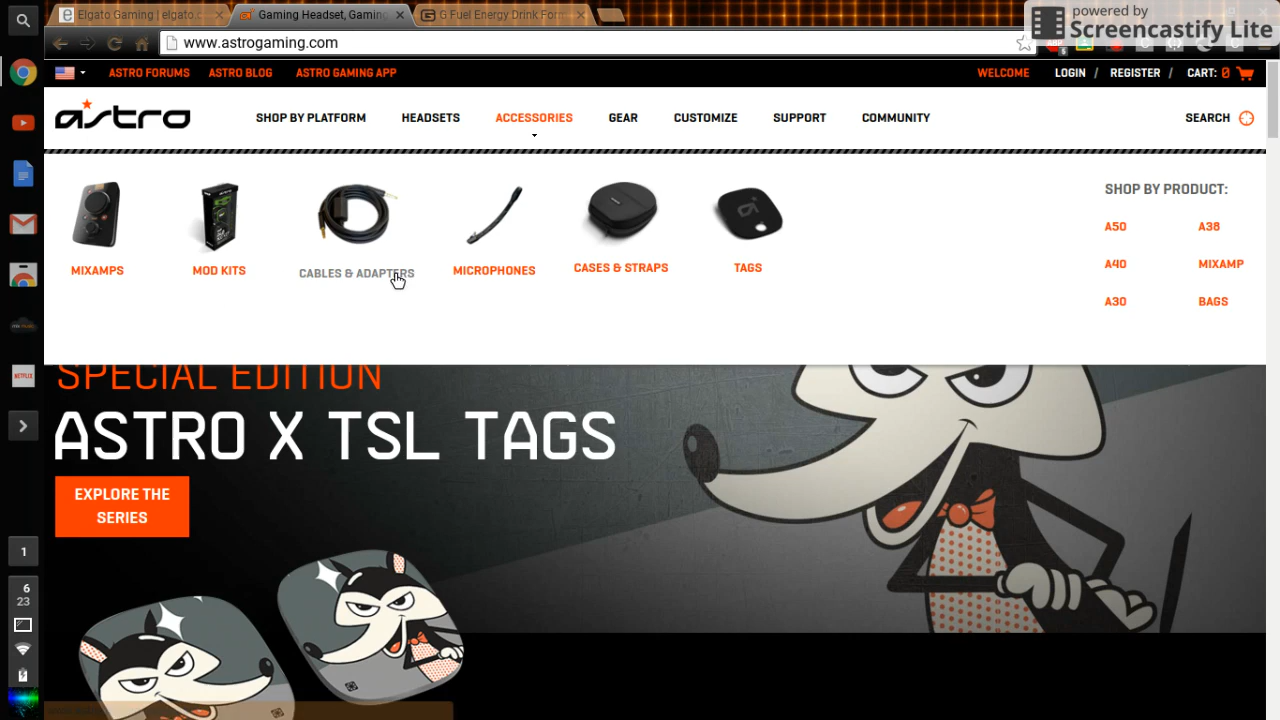 powered by
Screencastify Lite
Elgato Gaming | elgato.c
Gaming Headset, Gamin
G Fuel Energy Drink For
www.astrogaming.com
ASTRO FORUMS ASTRO BLOG ASTRO GAMING APP WELCOME LOGIN / REGISTER / CART: 0
astro SHOP BY PLATFORM HEADSETS ACCESSORIES GEAR CUSTOMIZE SUPPORT COMMUNITY SEARCH
MIXAMPS MOD KITS CABLES & ADAPTERS MICROPHONES CASES & STRAPS TAGS
SHOP BY PRODUCT:
A50 A38
A40 MIXAMP
A30 BAGS
SPECIAL EDITION
ASTRO X TSL TAGS
EXPLORE THE
SERIES
NETFLIX
1
6
23